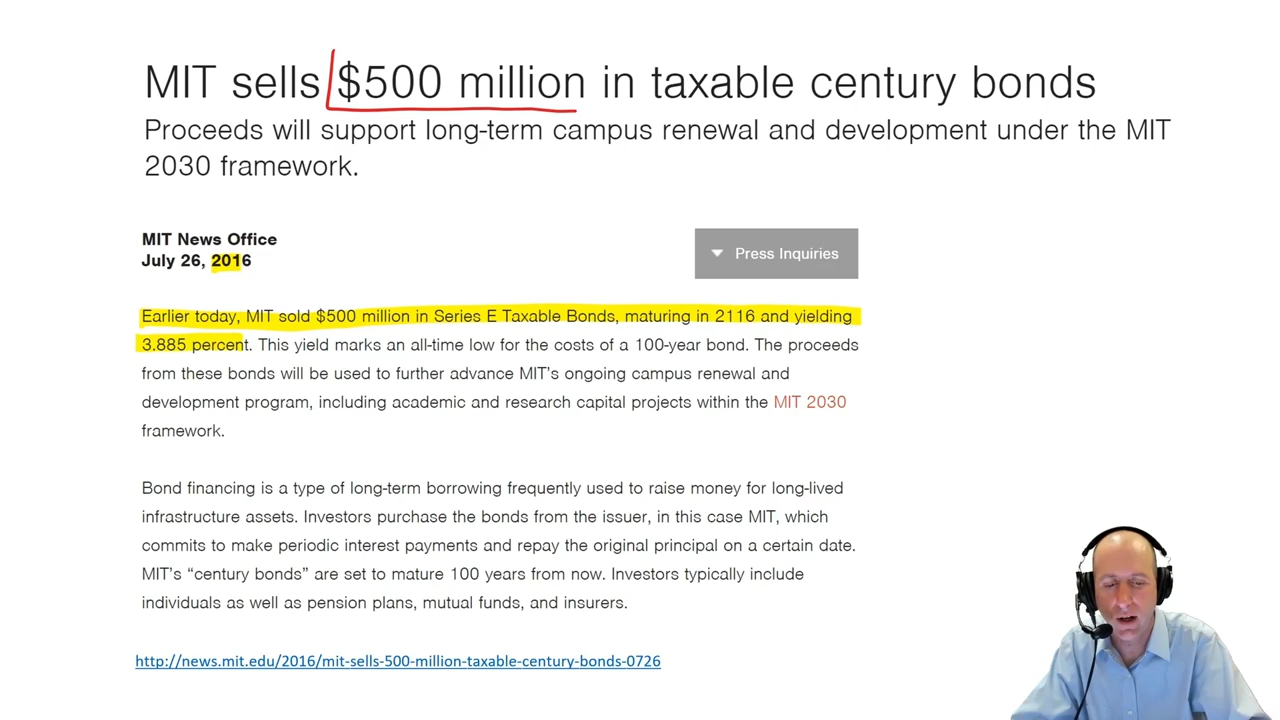 MIT sells $500 million in taxable century bonds
Proceeds will support long-term campus renewal and development under the MIT
2030 framework.
MIT News Office
July 26, 2016
Press Inquiries
Earlier today, MIT sold $500 million in Series E Taxable Bonds, maturing in 2116 and yielding
3.885 percent. This yield marks an all-time low for the costs of a 100-year bond. The proceeds
from these bonds will be used to further advance MIT's ongoing campus renewal and
development program, including academic and research capital projects within the MIT 2030
framework.
Bond financing is a type of long-term borrowing frequently used to raise money for long-lived
infrastructure assets. Investors purchase the bonds from the issuer, in this case MIT, which
commits to make periodic interest payments and repay the original principal on a certain date.
MIT's “century bonds” are set to mature 100 years from now. Investors typically include
individuals as well as pension plans, mutual funds, and insurers.
http://news.mit.edu/2016/mit-sells-500-million-taxable-century-bonds-0726